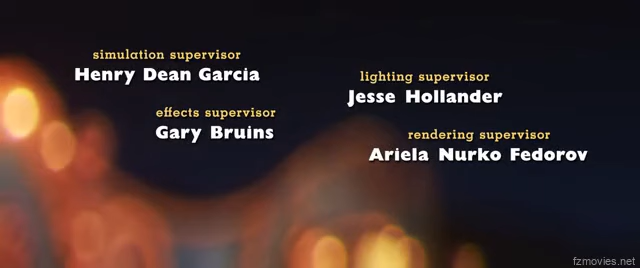 simulation supervisor
Henry Dean Garcia
lighting supervisor
Jesse Hollander
effects supervisor
Gary Bruins
rendering supervisor
Ariela Nurko Fedorov
fzmovies.net